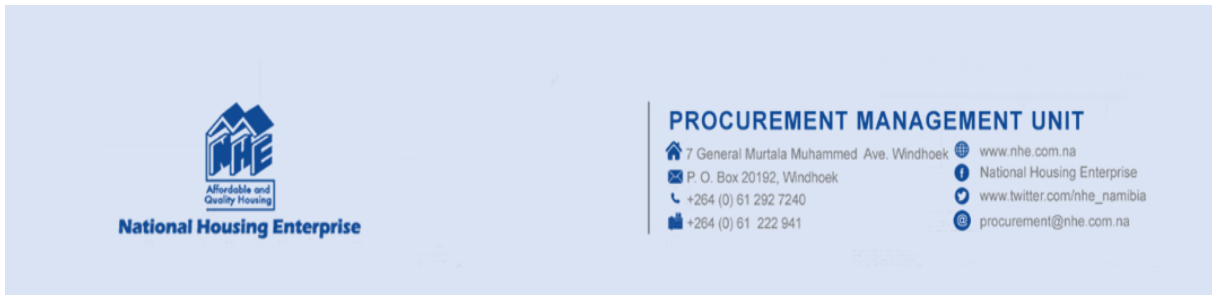 NHE
Affordable and
Quality Housing
National Housing Enterprise
PROCUREMENT MANAGEMENT UNIT
7 General Murtala Muhammed Ave. Windhoek
P. O. Box 20192, Windhoek
+264 (0) 61 292 7240
+264 (0) 61 222 941
www.nhe.com.na
National Housing Enterprise
www.twitter.com/nhe_namibia
procurement@nhe.com.na